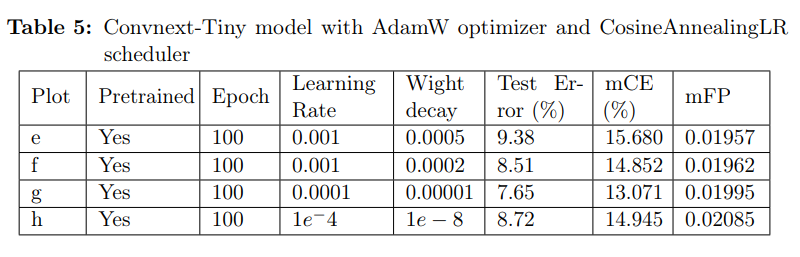 Table 5: Convnext-Tiny model with AdamW optimizer and CosineAnnealingLR
scheduler
Plot Pretrained Epoch Learning Rate Wight decay Test Er-ror (%) mCE (%) mFP
e Yes 100 0.001 0.0005 9.38 15.680 0.01957
f Yes 100 0.001 0.0002 8.51 14.852 0.01962
g Yes 100 0.0001 0.00001 7.65 13.071 0.01995
h Yes 100 1e⁻4 1e − 8 8.72 14.945 0.02085